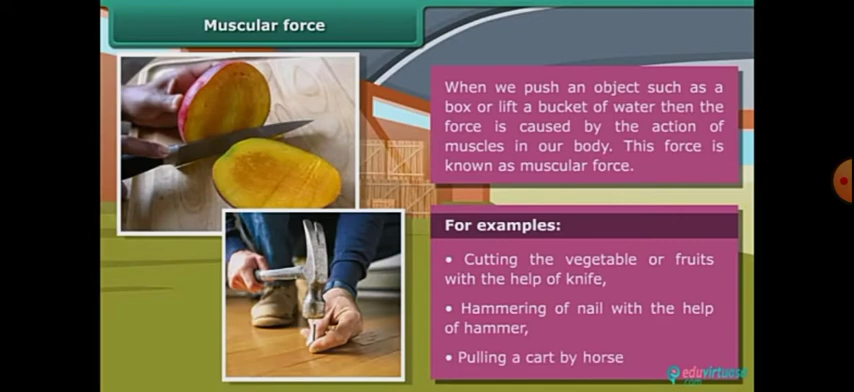 Muscular force
When we push an object such as a
box or lift a bucket of water then the
force is caused by the action of
muscles in our body. This force is
known as muscular force.
For examples:
• Cutting the vegetable or fruits
with the help of knife,
• Hammering of nail with the help
of hammer,
• Pulling a cart by horse
eduvirtuoso
.com